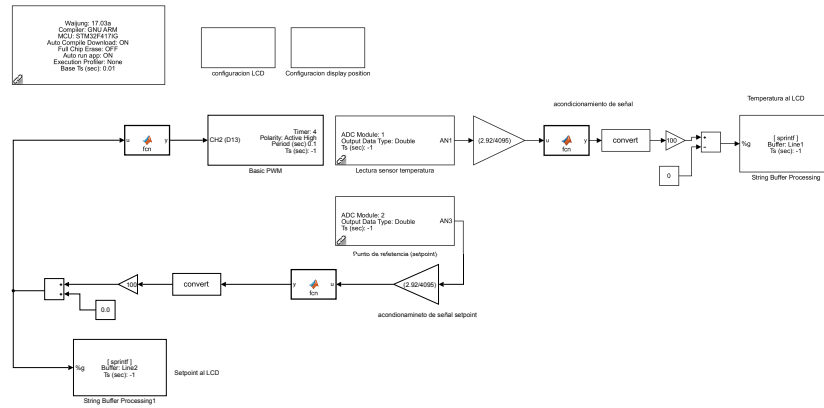 Waijung: 17.03a
Compiler: GNU ARM
MCU: STM32F417IG
Auto Compile Download: ON
Full Chip Erase: OFF
Auto run app: ON
Execution Profiler: None
Base Ts (sec): 0.01
configuracion LCD
Configuracion display position
u
y
fcn
CH2 (D13)
Timer: 4
Polarity: Active High
Period (sec) 0.1
Ts (sec): -1
Basic PWM
ADC Module: 1
Output Data Type: Double
Ts (sec): -1
AN1
Lectura sensor temperatura
(2.92/4095)
acondicionamiento de señal
u
y
fcn
convert
100
0
+
-
Temperatura al LCD
%g
[ sprintf ]
Buffer: Line1
Ts (sec): -1
String Buffer Processing
ADC Module: 2
Output Data Type: Double
Ts (sec): -1
AN3
Punto de refetencia (setpoint)
+
+
0.0
100
convert
y
u
fcn
(2.92/4095)
acondionamineto de señal setpoint
%g
[ sprintf ]
Buffer: Line2
Ts (sec): -1
String Buffer Processing1
Setpoint al LCD